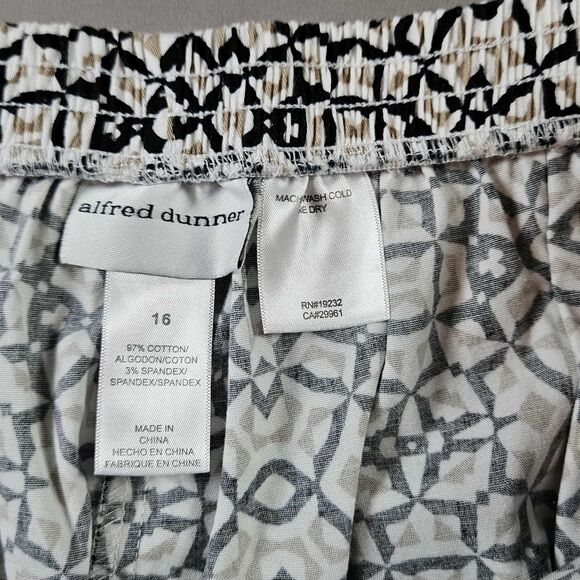 alfred dunner
16
97% COTTON/
ALGODON/COTON
3% SPANDEX/
SPANDEX/SPANDEX
MADE IN
CHINA
HECHO EN CHINA
FABRIQUE EN CHINE
WASH COLD
DRY
RN#19232
CA#29961